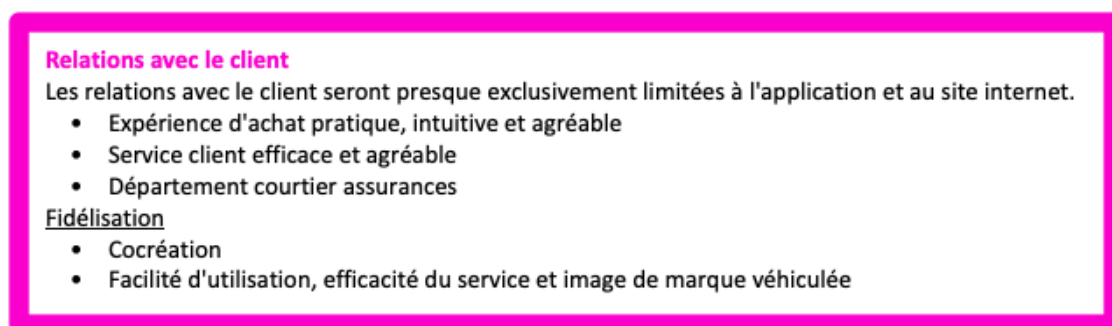 Relations avec le client
Les relations avec le client seront presque exclusivement limitées à l'application et au site internet.
• Expérience d'achat pratique, intuitive et agréable
• Service client efficace et agréable
• Département courtier assurances
Fidélisation
• Cocréation
• Facilité d'utilisation, efficacité du service et image de marque véhiculée